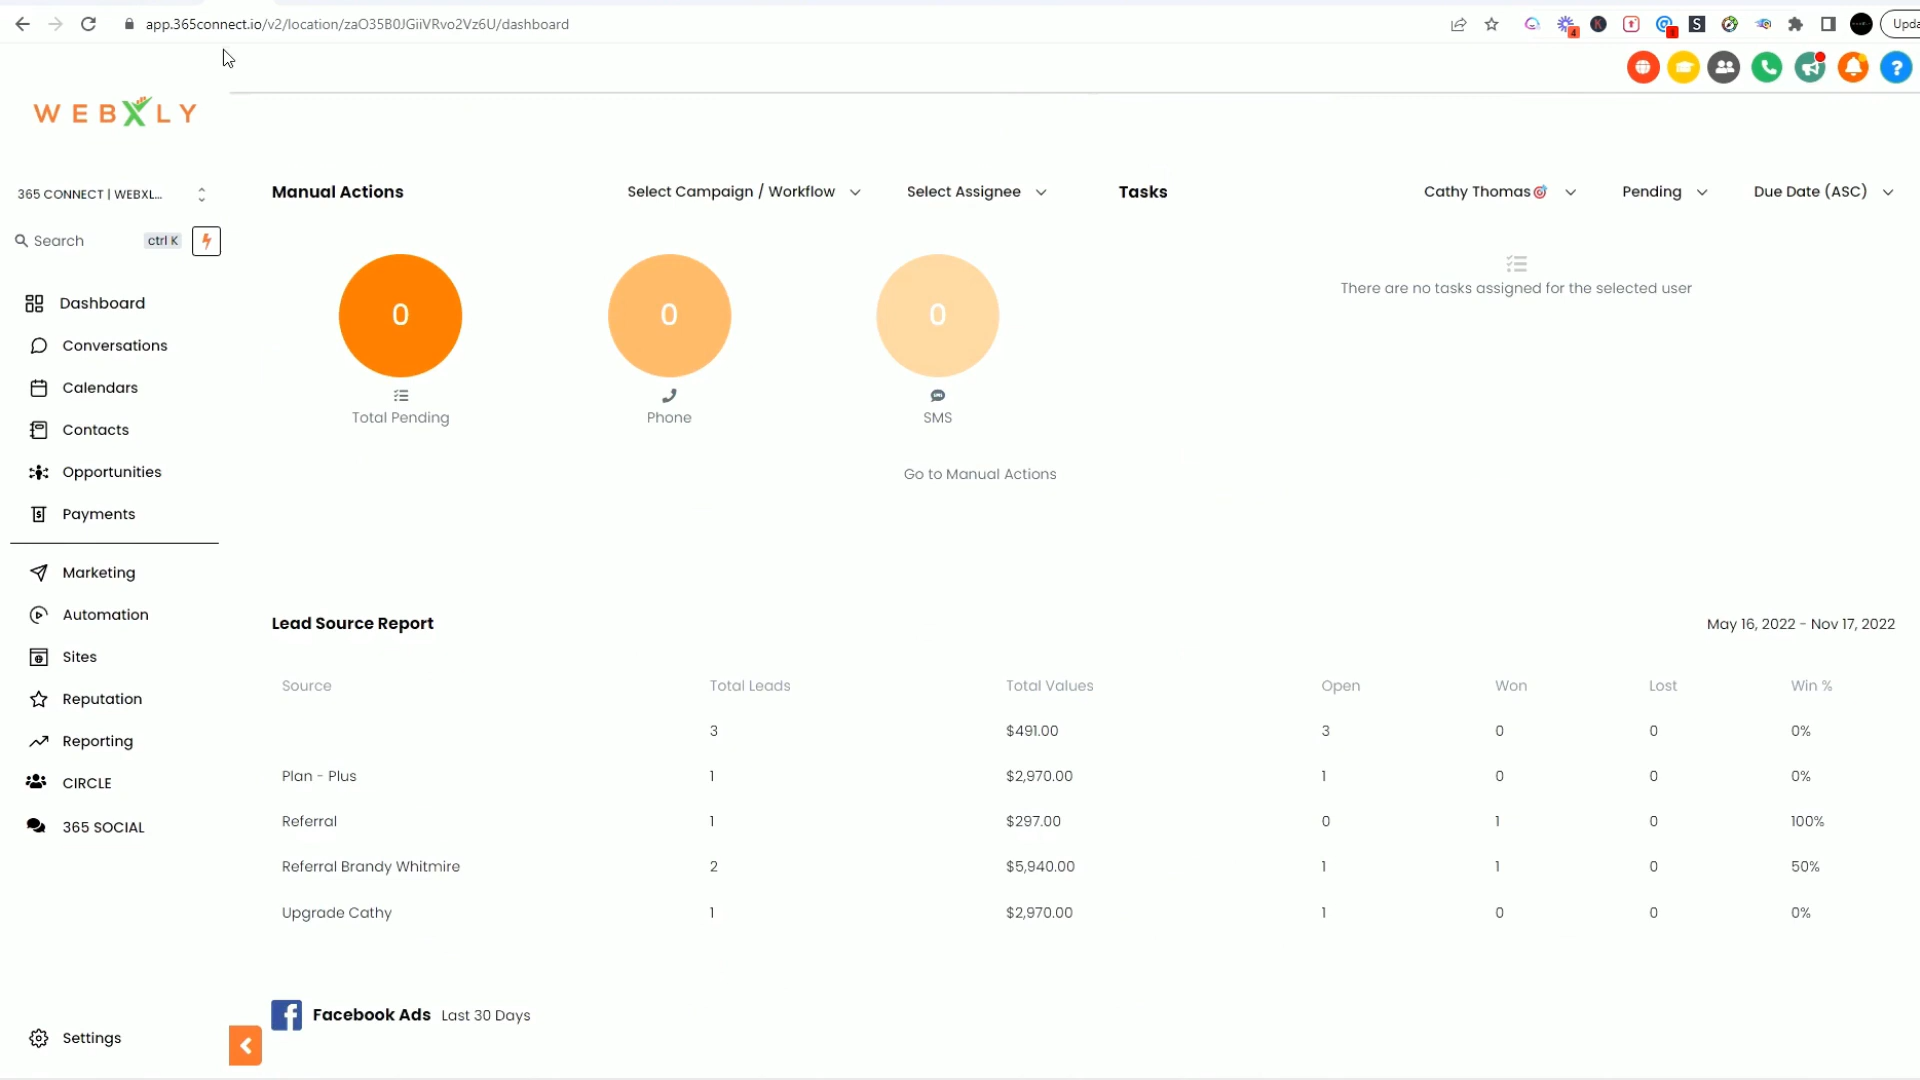 app.365connect.io/v2/location/zaO35B0JGiiVRvo2Vz6U/dashboard
4
S
Upda
WEBXLY
365 CONNECT | WEBXL...
Search ctrl K
Dashboard
Conversations
Calendars
Contacts
Opportunities
Payments
Marketing
Automation
Sites
Reputation
Reporting
CIRCLE
365 SOCIAL
Settings
Manual Actions Select Campaign / Workflow Select Assignee
0 0 0
Total Pending Phone SMS
Go to Manual Actions
Tasks Cathy Thomas🎯 Pending Due Date (ASC)
There are no tasks assigned for the selected user
Lead Source Report May 16, 2022 - Nov 17, 2022
Source Total Leads Total Values Open Won Lost Win %
3 $491.00 3 0 0 0%
Plan - Plus 1 $2,970.00 1 0 0 0%
Referral 1 $297.00 0 1 0 100%
Referral Brandy Whitmire 2 $5,940.00 1 1 0 50%
Upgrade Cathy 1 $2,970.00 1 0 0 0%
Facebook Ads Last 30 Days